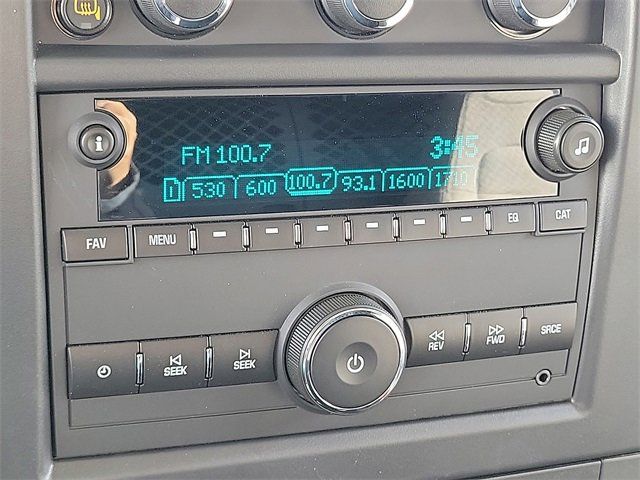 i
FM 100.7 3:45
1 530 600 100.7 93.1 1600 1710
FAV MENU EQ CAT
SEEK SEEK REV FWD SRCE